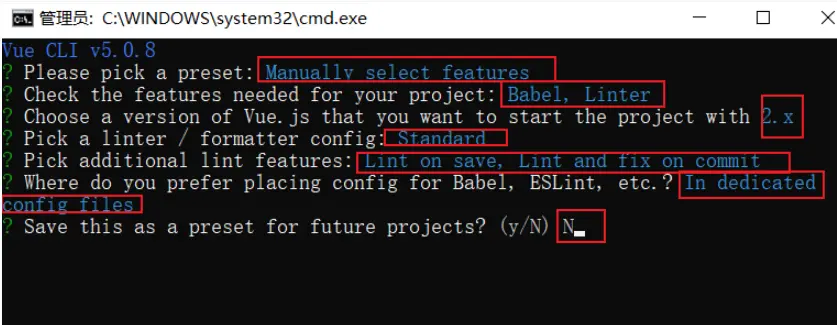 管理员: C:\WINDOWS\system32\cmd.exe
Vue CLI v5.0.8
? Please pick a preset: Manually select features
? Check the features needed for your project: Babel, Linter
? Choose a version of Vue.js that you want to start the project with 2.x
? Pick a linter / formatter config: Standard
? Pick additional lint features: Lint on save, Lint and fix on commit
? Where do you prefer placing config for Babel, ESLint, etc.? In dedicated
config files
? Save this as a preset for future projects? (y/N) N